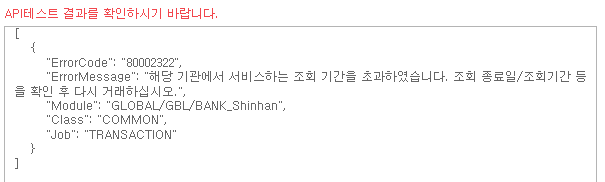 API테스트 결과를 확인하시기 바랍니다.
[
{
"ErrorCode": "80002322",
"ErrorMessage": "해당 기관에서 서비스하는 조회 기간을 초과하였습니다. 조회 종료일/조회기간 등
을 확인 후 다시 거래하십시오.",
"Module": "GLOBAL/GBL/BANK_Shinhan",
"Class": "COMMON",
"Job": "TRANSACTION"
}
]